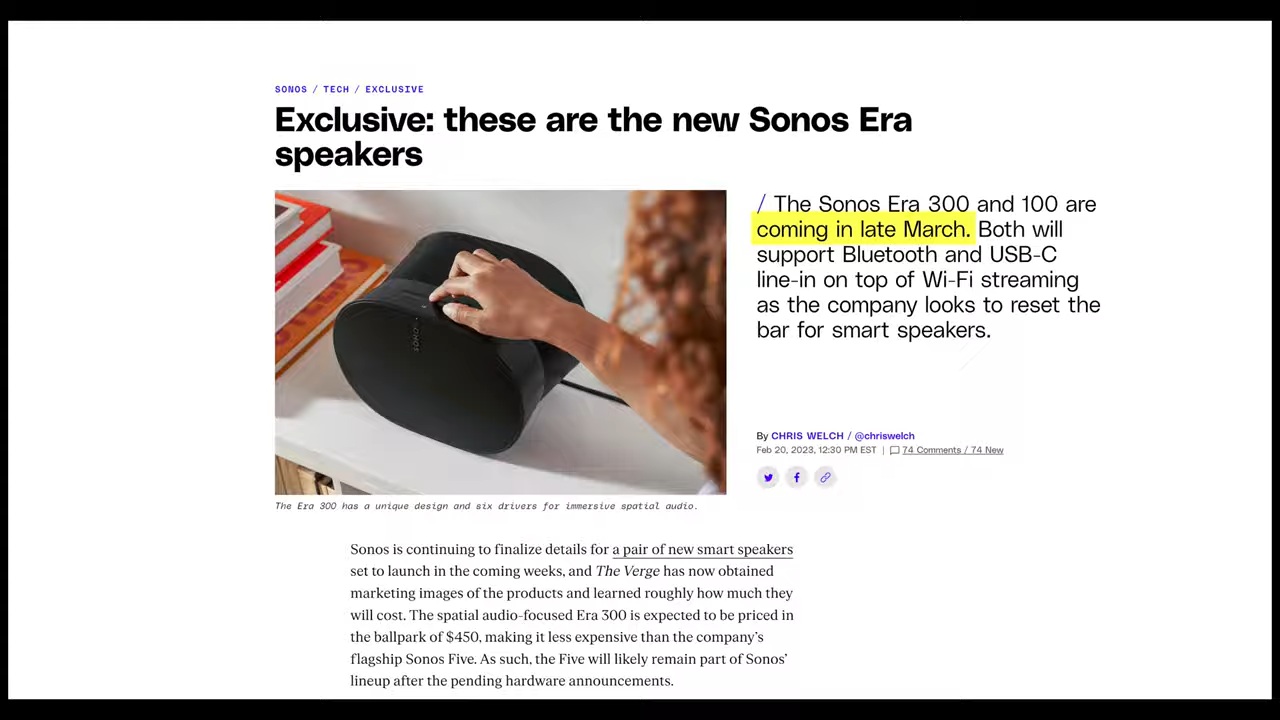 SONOS / TECH / EXCLUSIVE
Exclusive: these are the new Sonos Era
speakers
/ The Sonos Era 300 and 100 are
coming in late March. Both will
support Bluetooth and USB-C
line-in on top of Wi-Fi streaming
as the company looks to reset the
bar for smart speakers.
SONOS
By CHRIS WELCH / @chriswelch
Feb 20, 2023, 12:30 PM EST | 74 Comments / 74 New
The Era 300 has a unique design and six drivers for immersive spatial audio.
Sonos is continuing to finalize details for a pair of new smart speakers
set to launch in the coming weeks, and The Verge has now obtained
marketing images of the products and learned roughly how much they
will cost. The spatial audio-focused Era 300 is expected to be priced in
the ballpark of $450, making it less expensive than the company’s
flagship Sonos Five. As such, the Five will likely remain part of Sonos’
lineup after the pending hardware announcements.